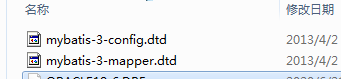 名称 修改日期
mybatis-3-config.dtd 2013/4/2
mybatis-3-mapper.dtd 2013/4/2